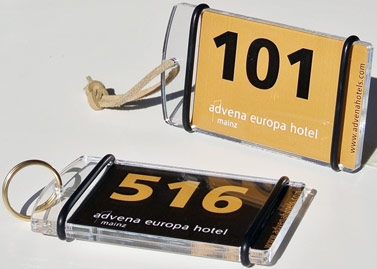 101
advena europa hotel
mainz
www.advenahotels.com
516
advena europa hotel
mainz